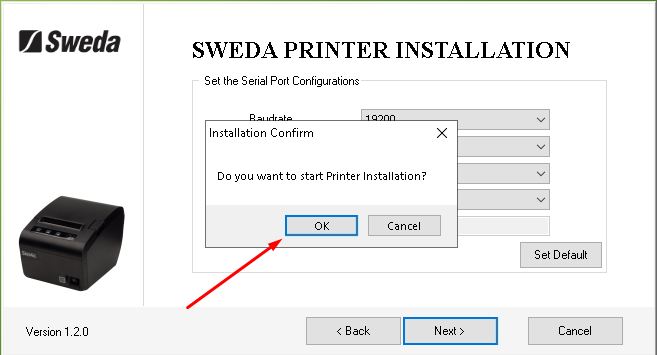 Sweda
SWEDA PRINTER INSTALLATION
Set the Serial Port Configurations
Baudrate
19200
Installation Confirm
Do you want to start Printer Installation?
OK
Cancel
Set Default
Version 1.2.0
< Back
Next >
Cancel